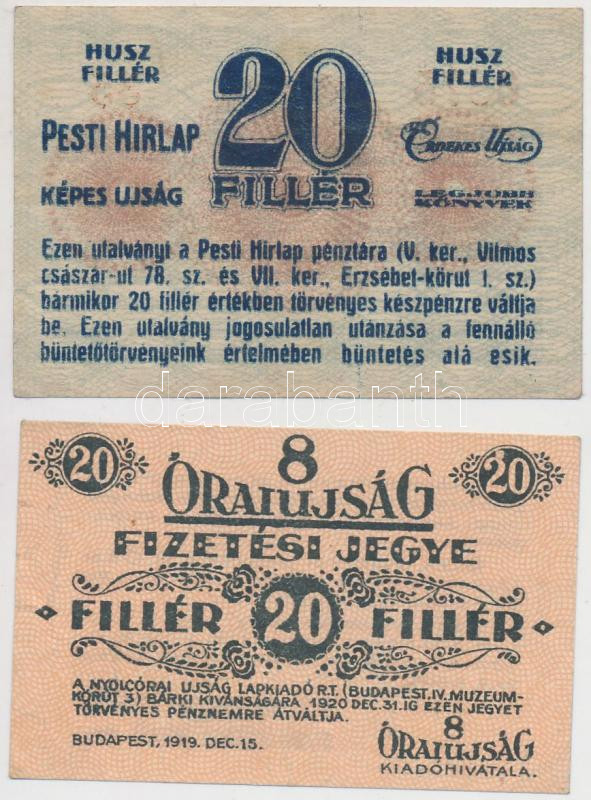 HUSZ FILLÉR
20
HUSZ FILLÉR
PESTI HIRLAP
Érdekes Ujság
KÉPES UJSÁG
FILLÉR
LEGJOBB KÖNYVEK
Ezen utalványt a Pesti Hirlap pénztára (V. ker., Vilmos
császár-ut 78. sz. és VII. ker., Erzsébet-körut 1. sz.)
bármikor 20 fillér értékben törvényes készpénzre váltja
be. Ezen utalvány jogosulatlan utánzása a fennálló
büntetőtörvényeink értelmében büntetés alá esik.
darabanth
20
8
20
ÓRAIUJSÁG
FIZETÉSI JEGYE
FILLÉR 20 FILLÉR
A NYOLCÓRAI UJSÁG LAPKIADÓ R.T. (BUDAPEST, IV. MUZEUM-
KÖRUT 3) BÁRKI KIVÁNSÁGÁRA, 1920 DEC. 31.IG EZEN JEGYET
TÖRVÉNYES PÉNZNEMRE ÁTVÁLTJA.
BUDAPEST, 1919. DEC. 15.
8
ÓRAIUJSÁG
KIADÓHIVATALA.